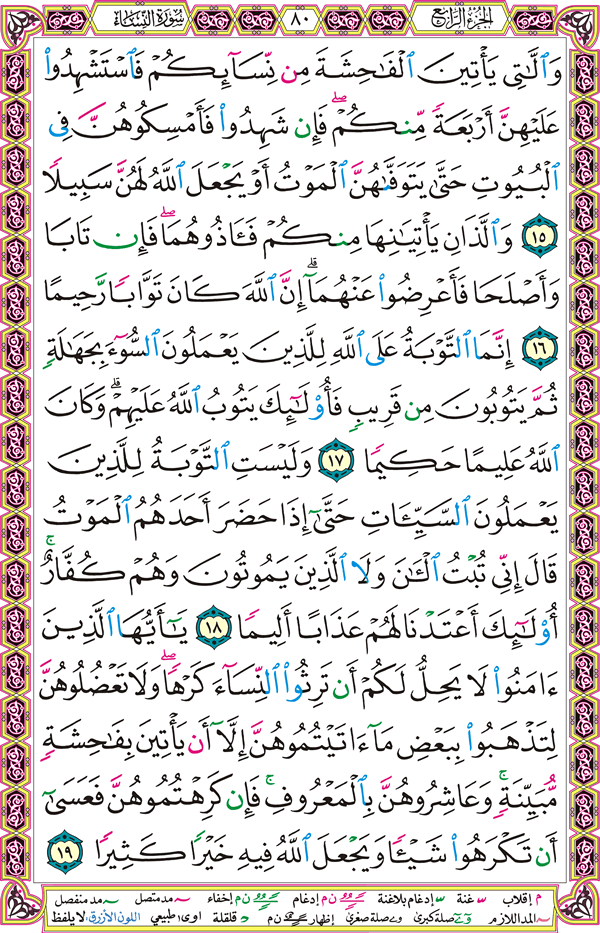 الجزء الرابع ٨٠ سورة النساء
وَٱلَّٰتِى يَأْتِينَ ٱلْفَٰحِشَةَ مِن نِّسَآئِكُمْ فَٱسْتَشْهِدُوا۟
عَلَيْهِنَّ أَرْبَعَةً مِّنكُمْ ۖ فَإِن شَهِدُوا۟ فَأَمْسِكُوهُنَّ فِى
ٱلْبُيُوتِ حَتَّىٰ يَتَوَفَّىٰهُنَّ ٱلْمَوْتُ أَوْ يَجْعَلَ ٱللَّهُ لَهُنَّ سَبِيلًا
١٥ وَٱلَّذَانِ يَأْتِيَٰنِهَا مِنكُمْ فَـَٔاذُوهُمَا ۖ فَإِن تَابَا
وَأَصْلَحَا فَأَعْرِضُوا۟ عَنْهُمَآ ۗ إِنَّ ٱللَّهَ كَانَ تَوَّابًا رَّحِيمًا
١٦ إِنَّمَا ٱلتَّوْبَةُ عَلَى ٱللَّهِ لِلَّذِينَ يَعْمَلُونَ ٱلسُّوٓءَ بِجَهَٰلَةٍ
ثُمَّ يَتُوبُونَ مِن قَرِيبٍ فَأُو۟لَٰٓئِكَ يَتُوبُ ٱللَّهُ عَلَيْهِمْ ۗ وَكَانَ
ٱللَّهُ عَلِيمًا حَكِيمًا ١٧ وَلَيْسَتِ ٱلتَّوْبَةُ لِلَّذِينَ
يَعْمَلُونَ ٱلسَّيِّـَٔاتِ حَتَّىٰٓ إِذَا حَضَرَ أَحَدَهُمُ ٱلْمَوْتُ
قَالَ إِنِّى تُبْتُ ٱلْـَٰٔنَ وَلَا ٱلَّذِينَ يَمُوتُونَ وَهُمْ كُفَّارٌ ۚ
أُو۟لَٰٓئِكَ أَعْتَدْنَا لَهُمْ عَذَابًا أَلِيمًا ١٨ يَٰٓأَيُّهَا ٱلَّذِينَ
ءَامَنُوا۟ لَا يَحِلُّ لَكُمْ أَن تَرِثُوا۟ ٱلنِّسَآءَ كَرْهًا ۖ وَلَا تَعْضُلُوهُنَّ
لِتَذْهَبُوا۟ بِبَعْضِ مَآ ءَاتَيْتُمُوهُنَّ إِلَّآ أَن يَأْتِينَ بِفَٰحِشَةٍ
مُّبَيِّنَةٍ ۚ وَعَاشِرُوهُنَّ بِٱلْمَعْرُوفِ ۚ فَإِن كَرِهْتُمُوهُنَّ فَعَسَىٰٓ
أَن تَكْرَهُوا۟ شَيْـًٔا وَيَجْعَلَ ٱللَّهُ فِيهِ خَيْرًا كَثِيرًا ١٩
م إقلاب غنة إدغام بلاغنة ن م إدغام ن م إخفاء مد متصل مد منفصل
المد اللازم صلة كبرى صلة صغرى إظهار ن م قلقلة اوى: طبيعي اللون الأزرق: لا يلفظ